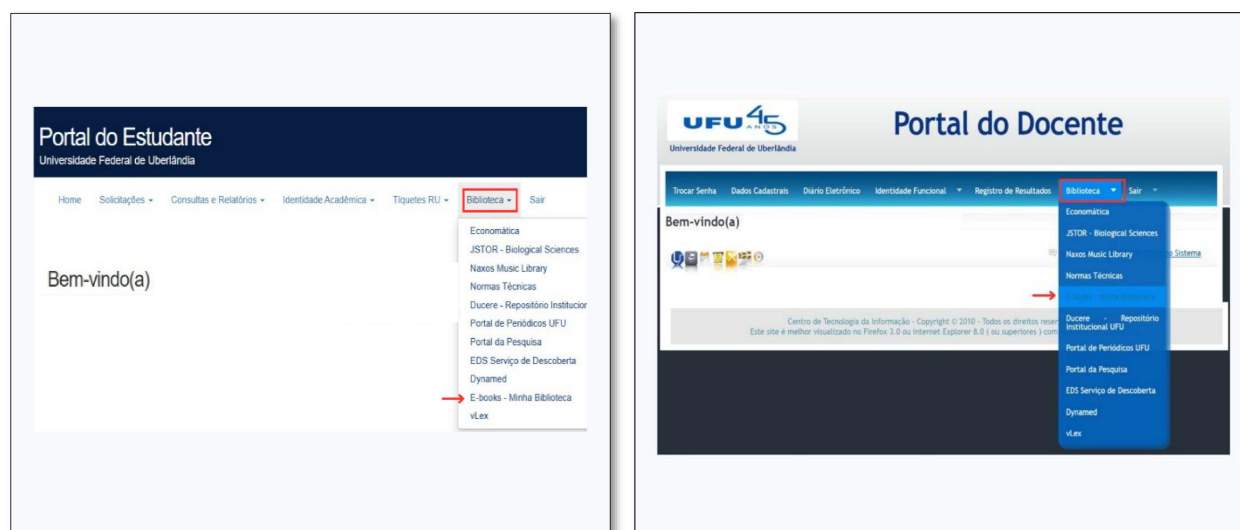 Portal do Estudante
Universidade Federal de Uberlândia
Home Solicitações Consultas e Relatórios Identidade Acadêmica Tíquetes RU Biblioteca Sair
Bem-vindo(a)
Economática
JSTOR - Biological Sciences
Naxos Music Library
Normas Técnicas
Ducere - Repositório Institucion
Portal de Periódicos UFU
Portal da Pesquisa
EDS Serviço de Descoberta
Dynamed
E-books - Minha Biblioteca
vLex
UFU 45
ANOS
Universidade Federal de Uberlândia
Portal do Docente
Trocar Senha Dados Cadastrais Diário Eletrônico Identidade Funcional Registro de Resultados Biblioteca Sair
Bem-vindo(a)
Economática
JSTOR - Biological Sciences
Naxos Music Library
Normas Técnicas
Ducere - Repositório
Institucional UFU
Portal de Periódicos UFU
Portal da Pesquisa
EDS Serviço de Descoberta
Dynamed
vLex
o Sistema
Centro de Tecnologia da Informação - Copyright © 2010 - Todos os direitos reser
Este site é melhor visualizado no Firefox 3.0 ou Internet Explorer 8.0 ( ou superiores ) com